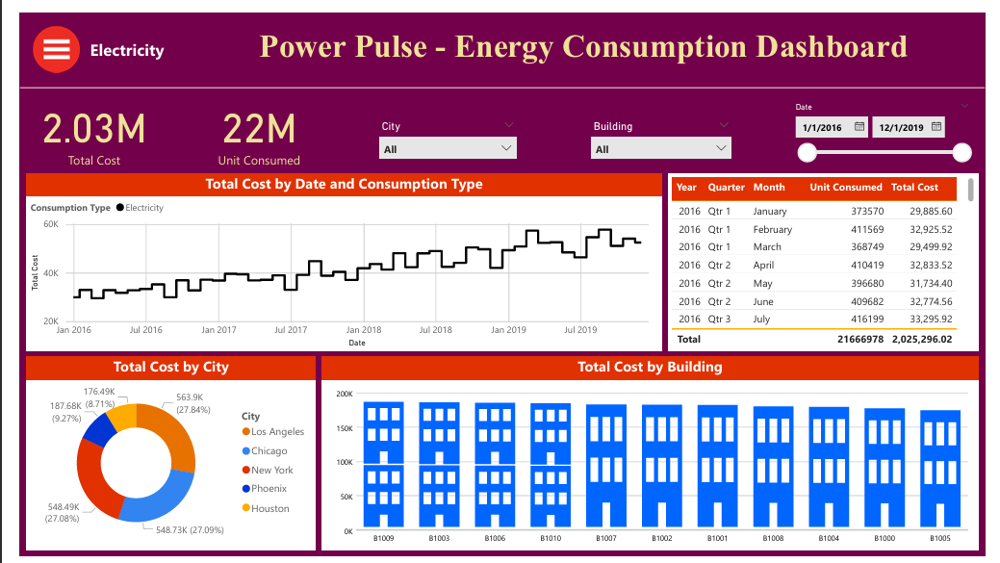 Electricity
Power Pulse - Energy Consumption Dashboard
2.03M
Total Cost
22M
Unit Consumed
City
All
Building
All
Date
1/1/2016 12/1/2019
Total Cost by Date and Consumption Type
Consumption Type Electricity
60K
40K
20K
Total Cost
Jan 2016 Jul 2016 Jan 2017 Jul 2017 Jan 2018 Jul 2018 Jan 2019 Jul 2019
Date
Year Quarter Month Unit Consumed Total Cost
2016 Qtr 1 January 373570 29,885.60
2016 Qtr 1 February 411569 32,925.52
2016 Qtr 1 March 368749 29,499.92
2016 Qtr 2 April 410419 32,833.52
2016 Qtr 2 May 396680 31,734.40
2016 Qtr 2 June 409682 32,774.56
2016 Qtr 3 July 416199 33,295.92
Total 21666978 2,025,296.02
Total Cost by City
176.49K
(8.71%)
187.68K
(9.27%)
563.9K
(27.84%)
548.49K
(27.08%)
548.73K (27.09%)
City
Los Angeles
Chicago
New York
Phoenix
Houston
Total Cost by Building
200K
150K
100K
50K
0K
B1009 B1003 B1006 B1010 B1007 B1002 B1001 B1008 B1004 B1000 B1005